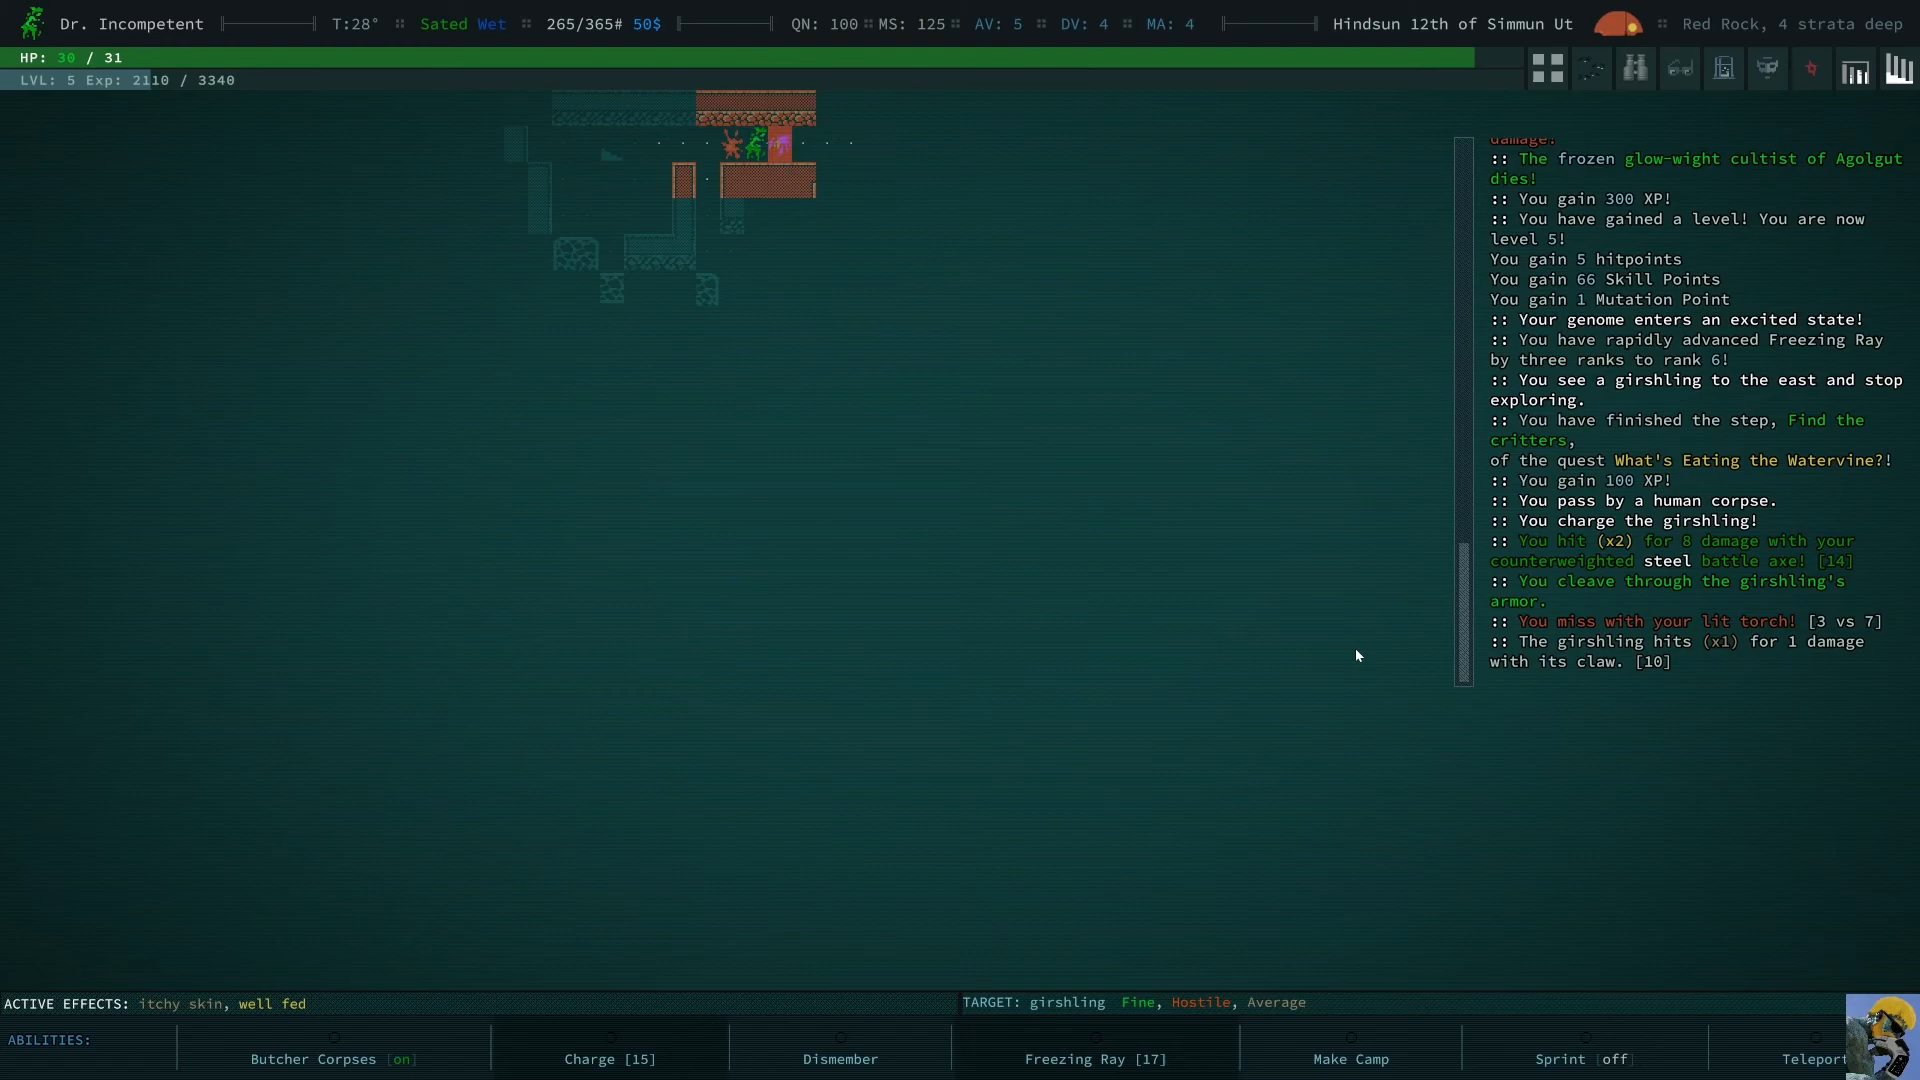 Dr. Incompetent T:28° Sated Wet 265/365# 50$ QN: 100 MS: 125 AV: 5 DV: 4 MA: 4 Hindsun 12th of Simmun Ut Red Rock, 4 strata deep
HP: 30 / 31
LVL: 5 Exp: 2110 / 3340
damage!
:: The frozen glow-wight cultist of Agolgut
dies!
:: You gain 300 XP!
:: You have gained a level! You are now
level 5!
You gain 5 hitpoints
You gain 66 Skill Points
You gain 1 Mutation Point
:: Your genome enters an excited state!
:: You have rapidly advanced Freezing Ray
by three ranks to rank 6!
:: You see a girshling to the east and stop
exploring.
:: You have finished the step, Find the
critters,
of the quest What's Eating the Watervine?!
:: You gain 100 XP!
:: You pass by a human corpse.
:: You charge the girshling!
:: You hit (x2) for 8 damage with your
counterweighted steel battle axe! [14]
:: You cleave through the girshling's
armor.
:: You miss with your lit torch! [3 vs 7]
:: The girshling hits (x1) for 1 damage
with its claw. [10]
ACTIVE EFFECTS: itchy skin, well fed
TARGET: girshling Fine, Hostile, Average
ABILITIES: Butcher Corpses [on] Charge [15] Dismember Freezing Ray [17] Make Camp Sprint [off] Teleport